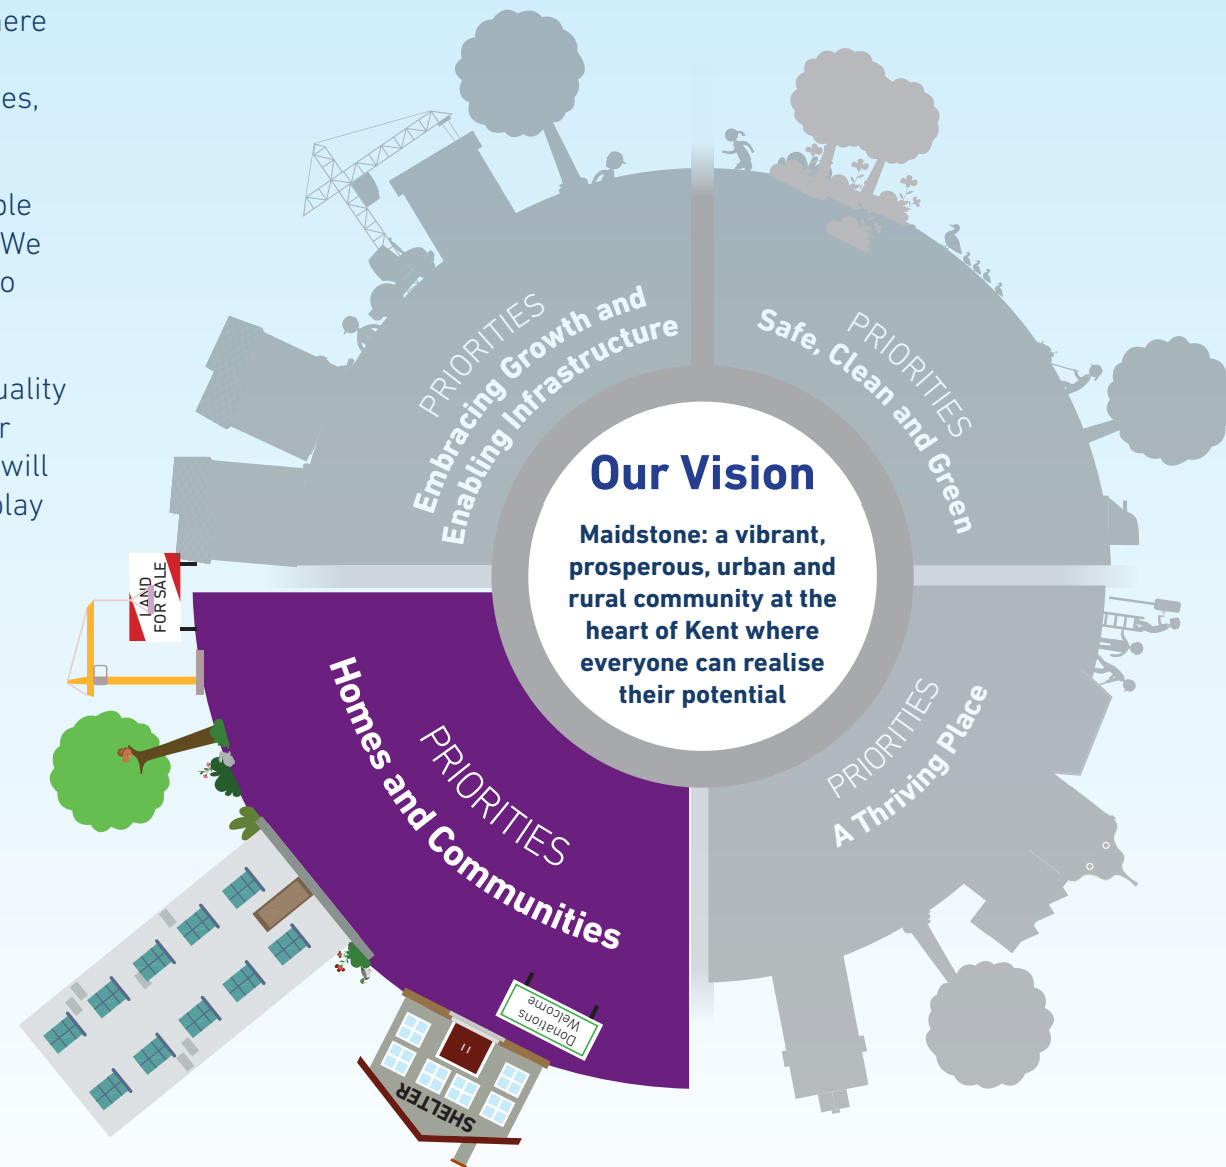 here
es,
ple
We
o
uality
r
will
play
PRIORITIES
Embracing Growth and
Enabling Infrastructure
PRIORITIES
Safe, Clean and Green
Our Vision
Maidstone: a vibrant,
prosperous, urban and
rural community at the
heart of Kent where
everyone can realise
their potential
LAND
FOR SALE
PRIORITIES
Homes and Communities
PRIORITIES
A Thriving Place
Donations
Welcome
SHELTER